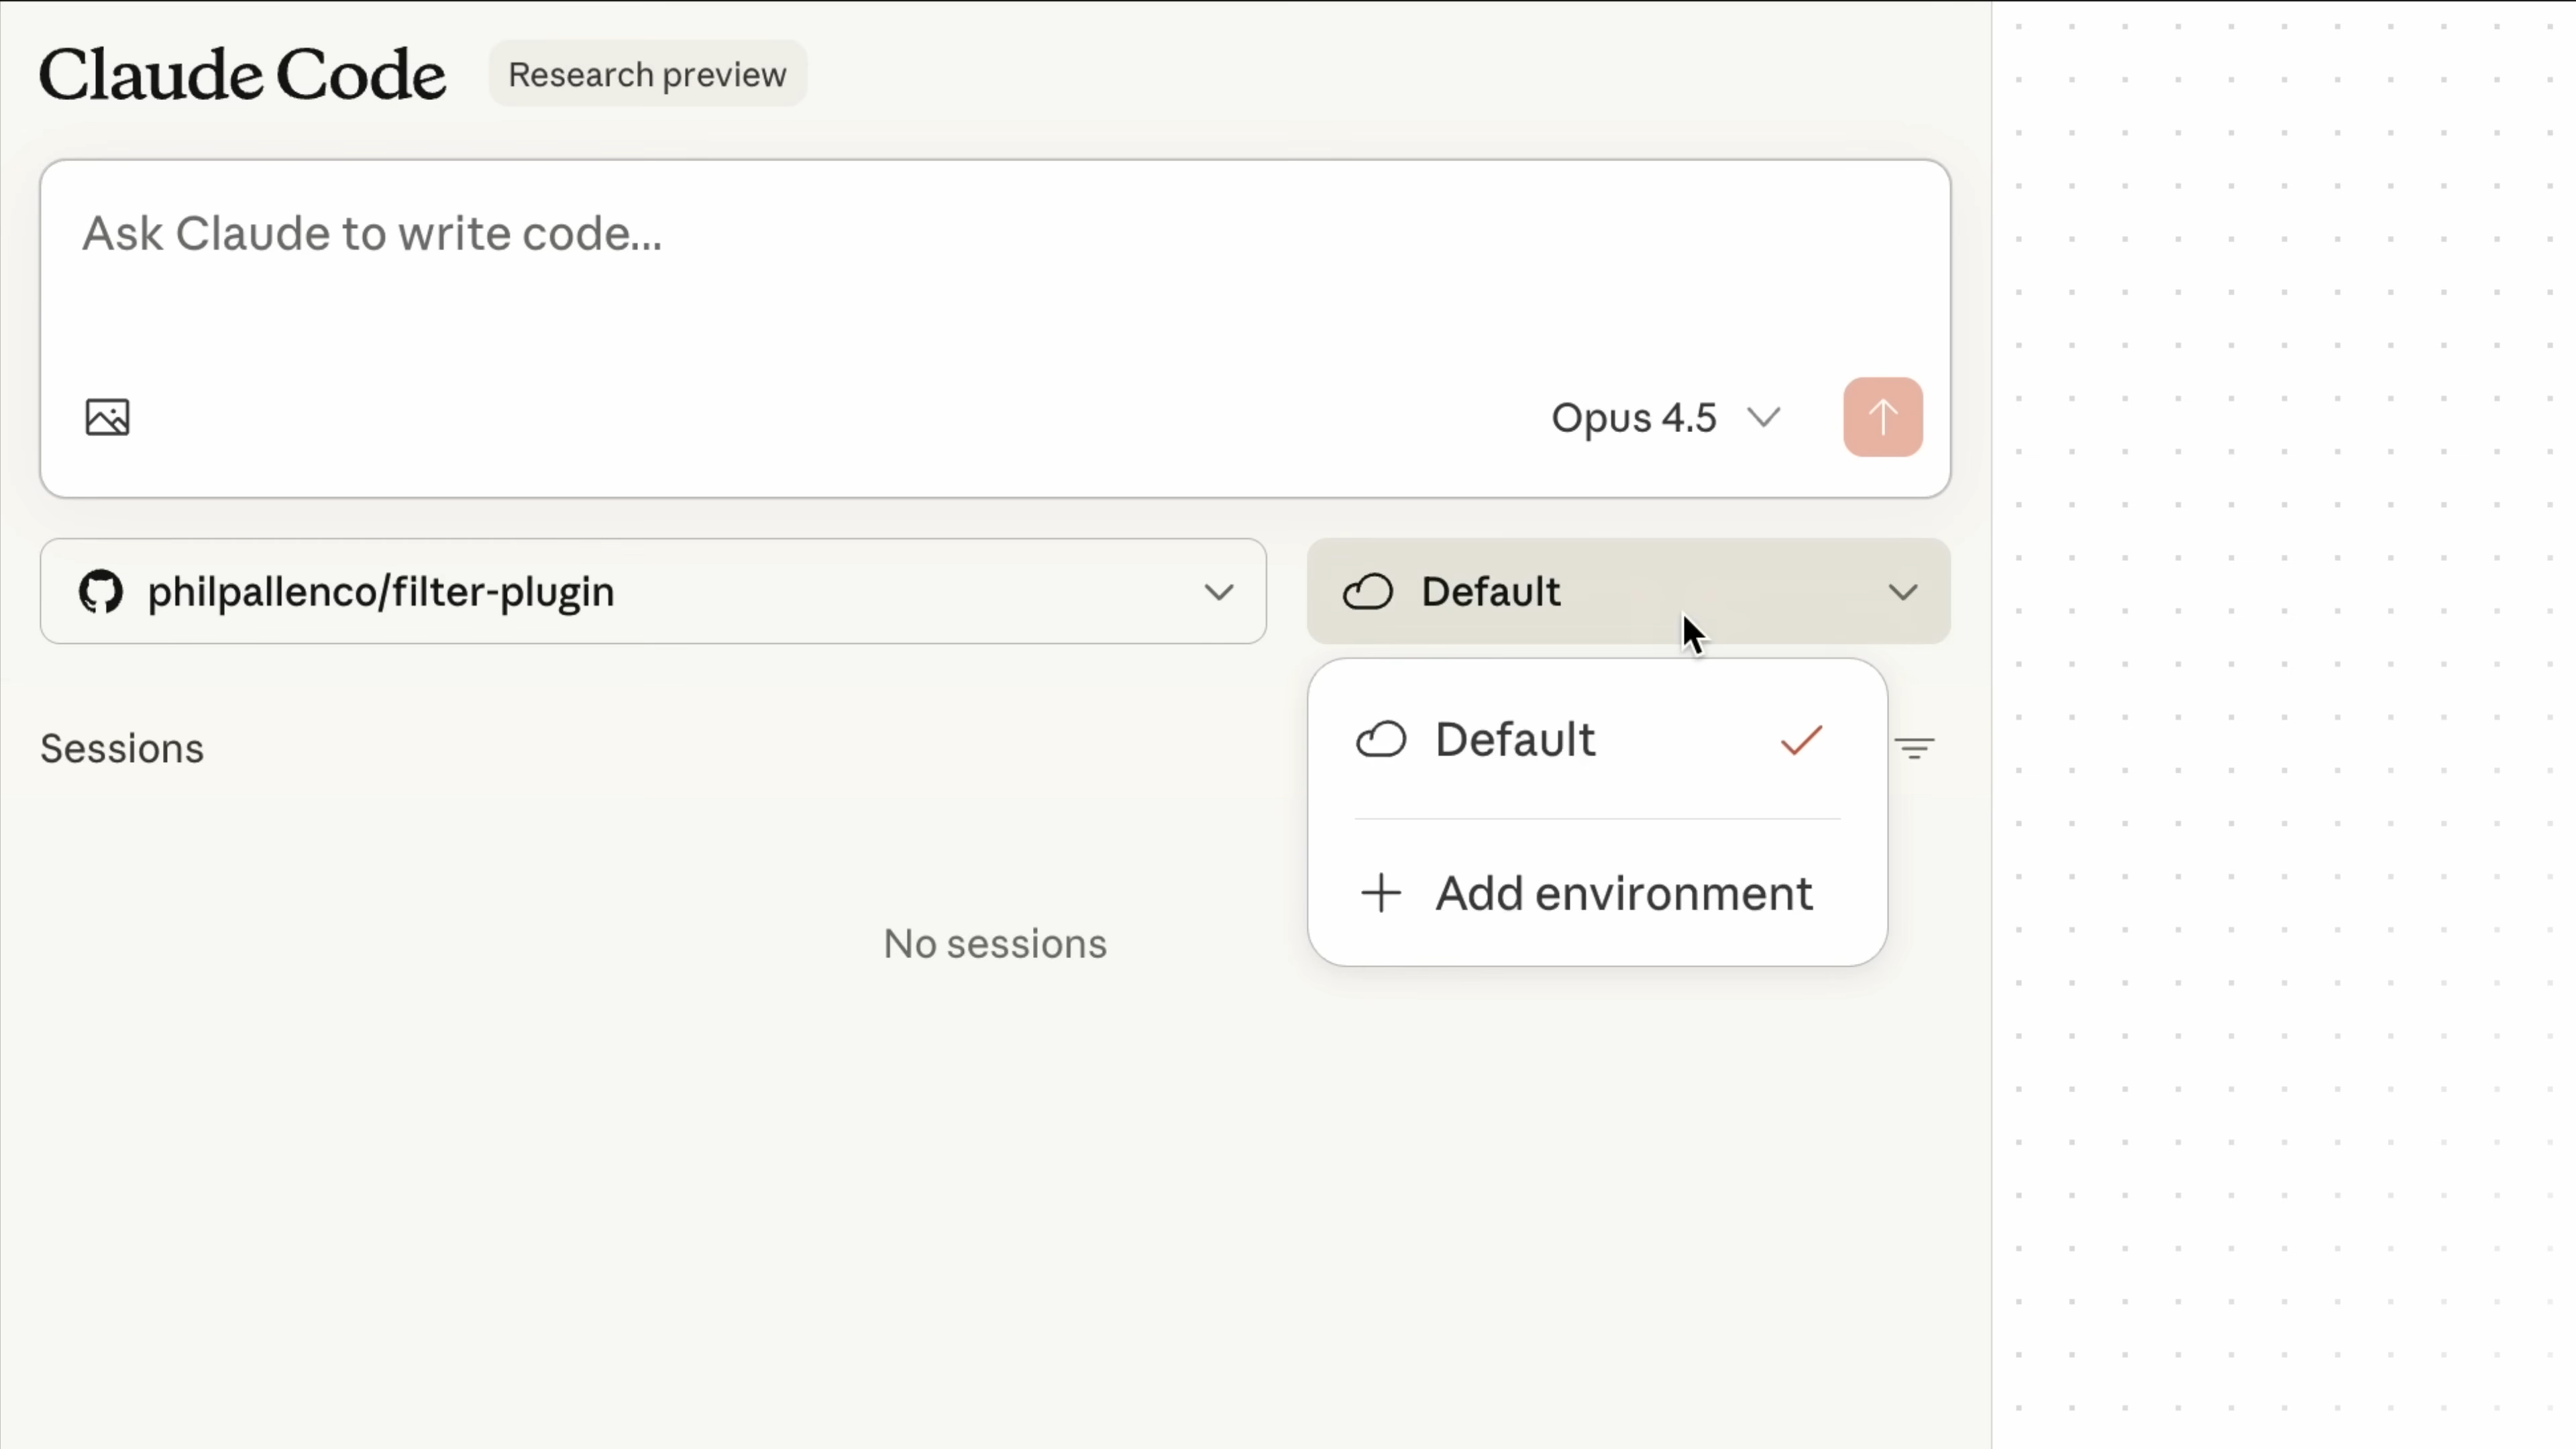 Claude Code
Research preview
Ask Claude to write code...
Opus 4.5
philpallenco/filter-plugin
Default
Sessions
Default
Add environment
No sessions